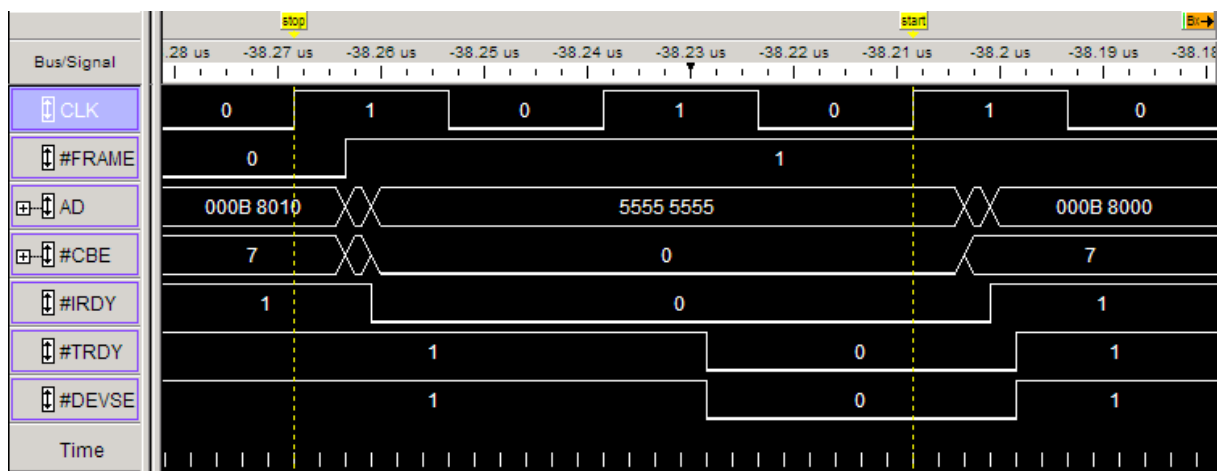 stop start Bx
Bus/Signal .28 us -38.27 us -38.26 us -38.25 us -38.24 us -38.23 us -38.22 us -38.21 us -38.2 us -38.19 us -38.18
CLK 0 1 0 1 0 1 0
#FRAME 0 1
AD 000B 8010 5555 5555 000B 8000
#CBE 7 0 7
#IRDY 1 0 1
#TRDY 1 0 1
#DEVSE 1 0 1
Time